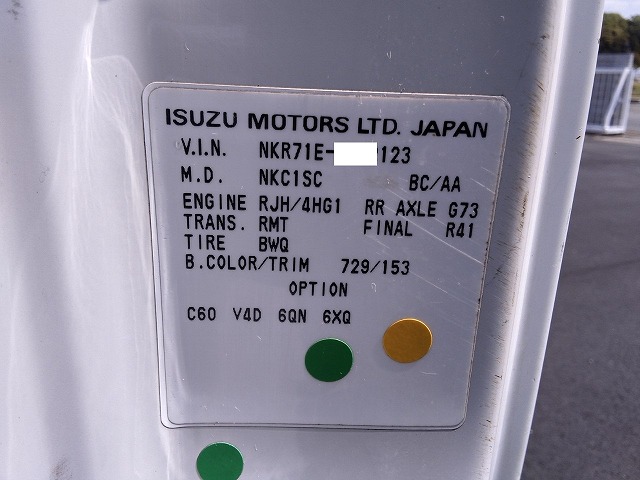 ISUZU MOTORS LTD. JAPAN
V.I.N. NKR71E- 123
M.D. NKC1SC BC/AA
ENGINE RJH/4HG1 RR AXLE G73
TRANS. RMT FINAL R41
TIRE BWQ
B.COLOR/TRIM 729/153
OPTION
C60 V4D 6QN 6XQ